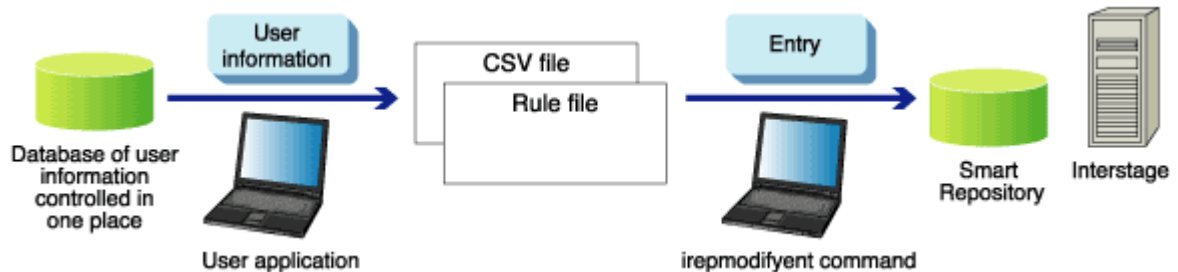 User
information
Entry
CSV file
Rule file
Database of user
information
controlled in
one place
User application
irepmodifyent command
Smart
Repository
Interstage